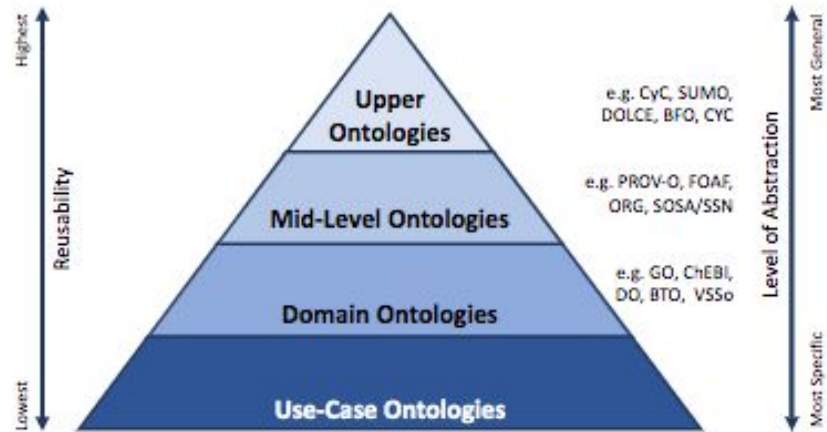 Highest
Reusability
Lowest
Upper
Ontologies
Mid-Level Ontologies
Domain Ontologies
Use-Case Ontologies
e.g. CyC, SUMO,
DOLCE, BFO, CYC
e.g. PROV-O, FOAF,
ORG, SOSA/SSN
e.g. GO, ChEBI,
DO, BTO, VSSo
Most General
Level of Abstraction
Most Specific